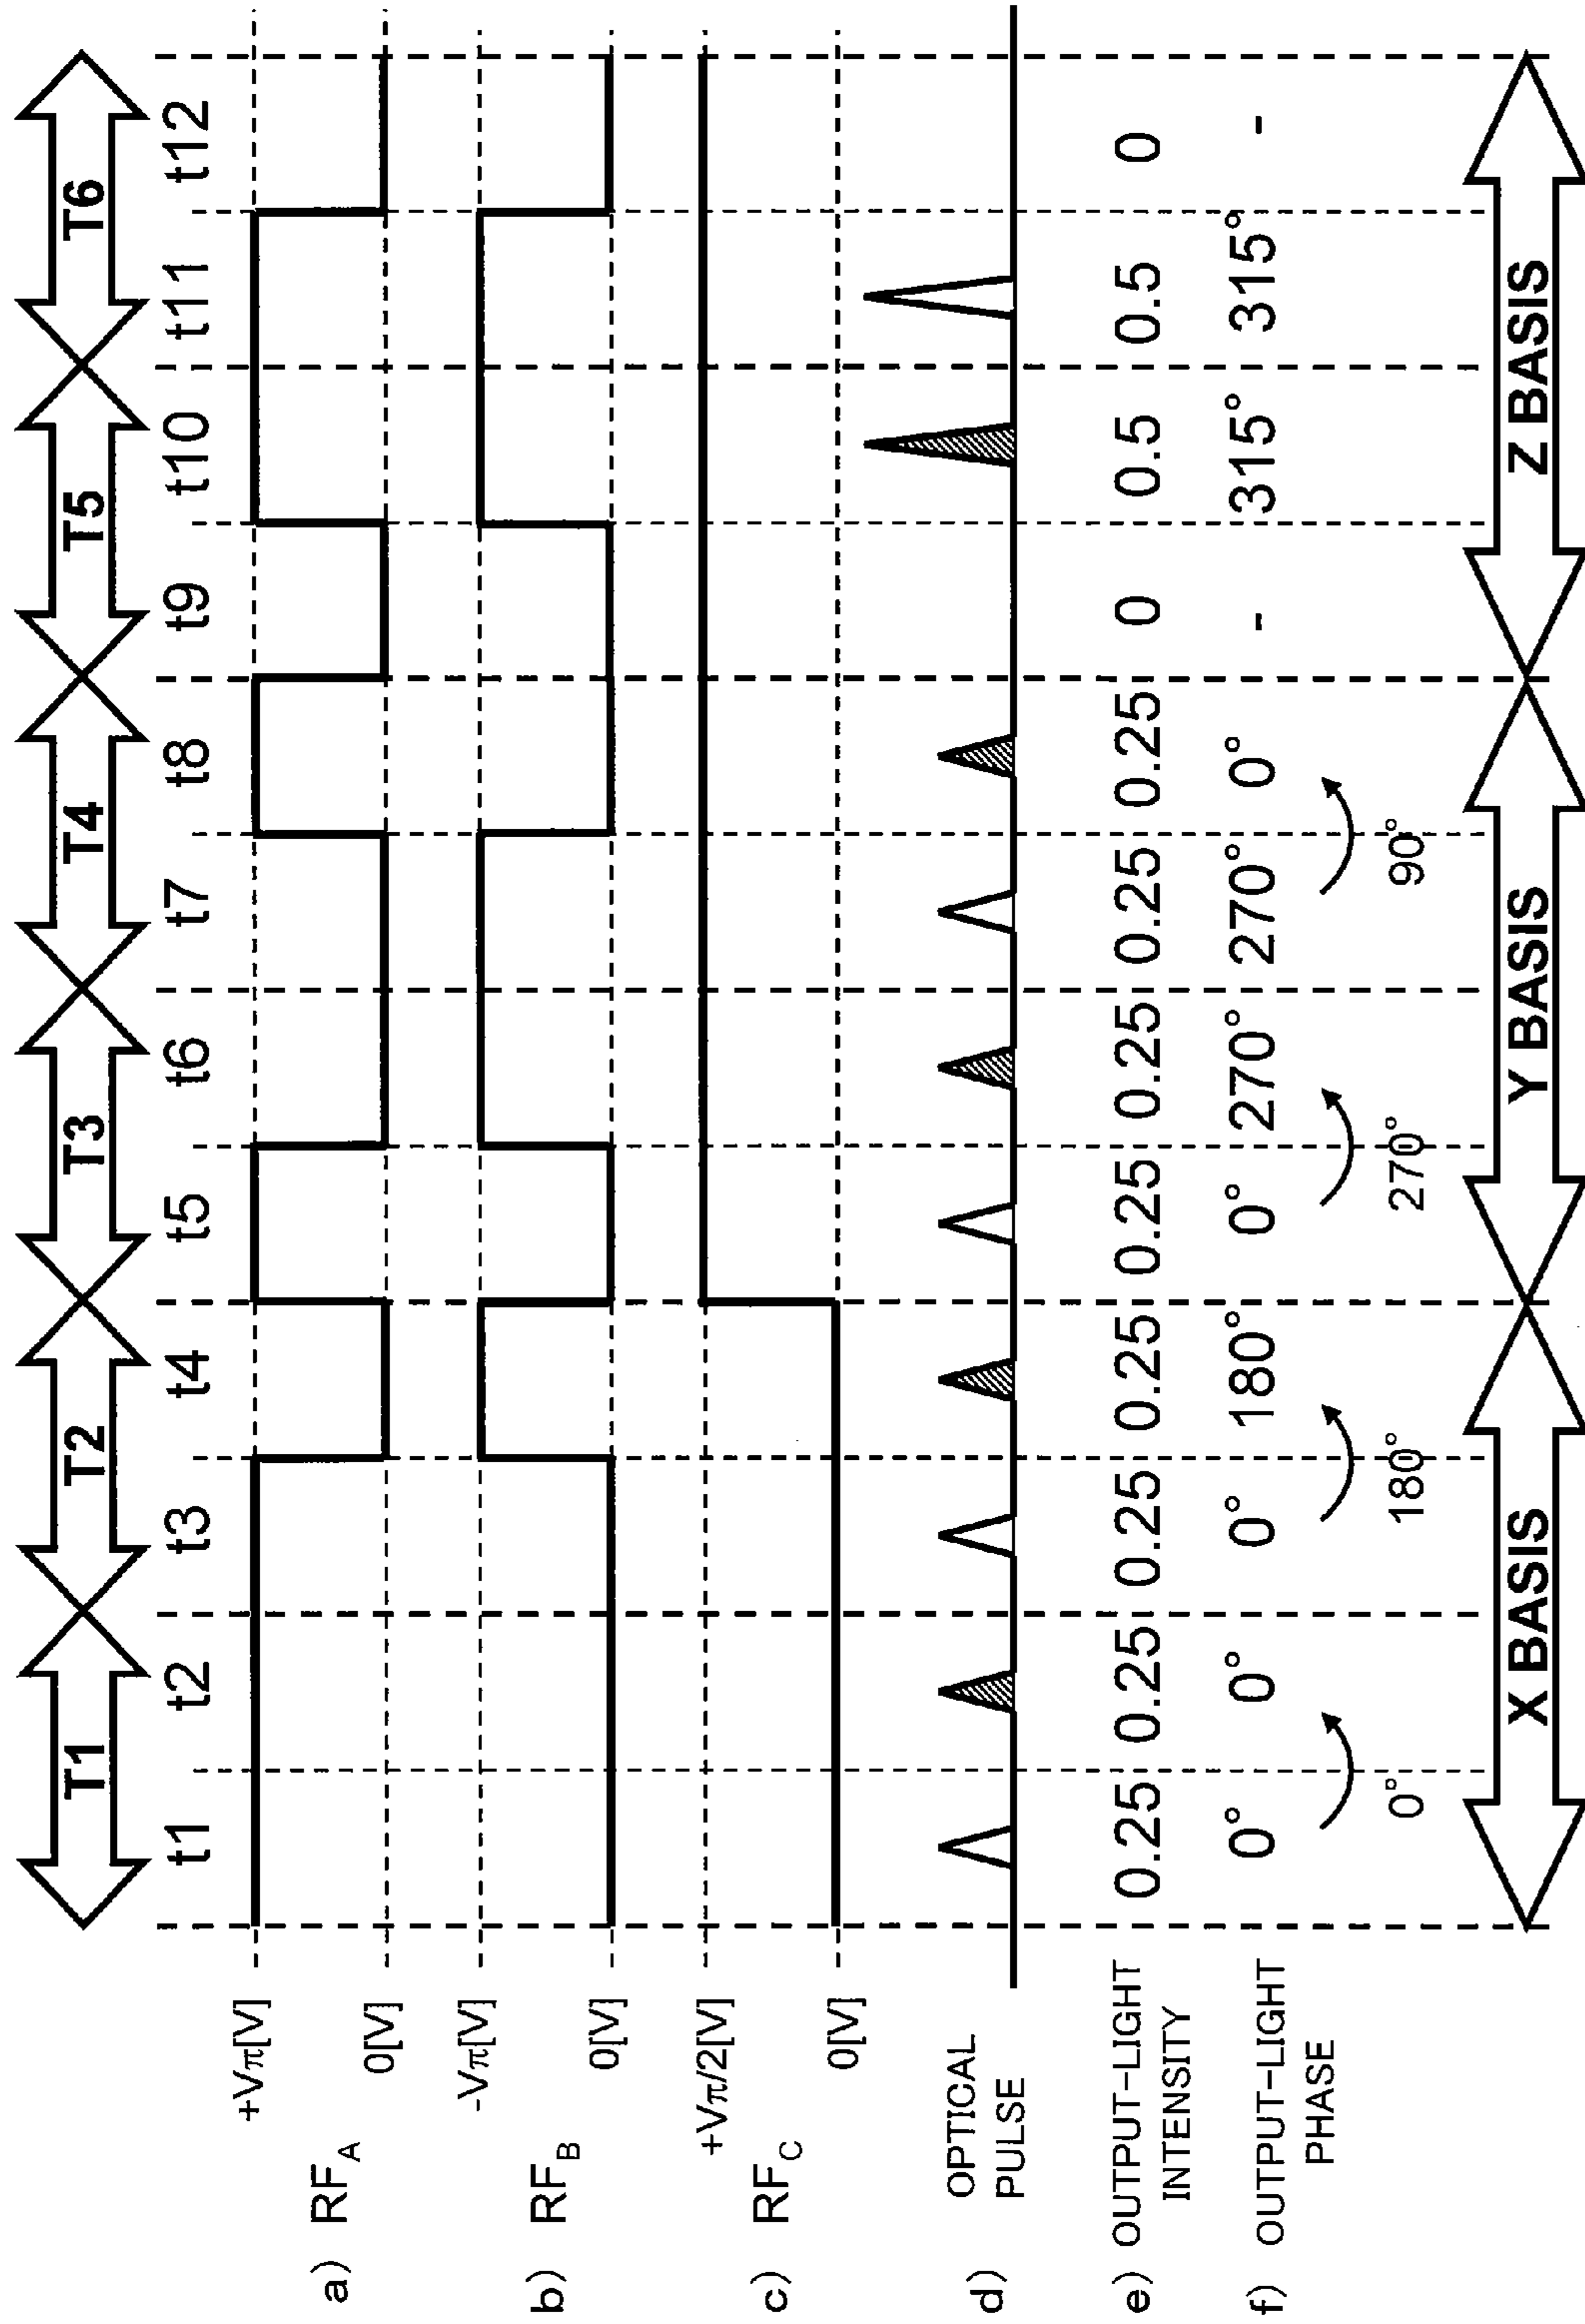 T1 T2 T3 T4 T5 T6
t1 t2 t3 t4 t5 t6 t7 t8 t9 t10 t11 t12
+Vπ[V]
a) RF_A
0[V]
-Vπ[V]
b) RF_B
0[V]
+Vπ/2[V]
c) RF_C
0[V]
d) OPTICAL
PULSE
e) OUTPUT-LIGHT
INTENSITY
0.25 0.25 0.25 0.25 0.25 0.25 0.25 0.25 0 0.5 0.5 0
f) OUTPUT-LIGHT
PHASE
0° 0° 0° 180° 0° 270° 270° 0° - 315° 315° -
0° 180° 270° 90°
X BASIS Y BASIS Z BASIS